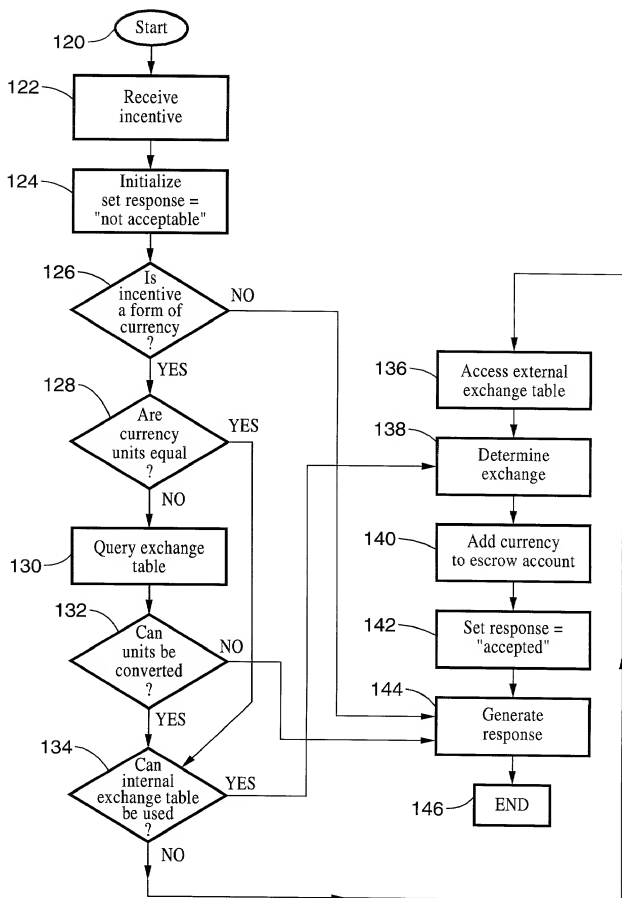 120
Start
122
Receive
incentive
124
Initialize
set response =
"not acceptable"
126
Is
incentive
a form of
currency
?
NO
YES
128
Are
currency
units equal
?
YES
NO
130
Query exchange
table
132
Can
units be
converted
?
NO
YES
134
Can
internal
exchange table
be used
?
YES
NO
136
Access external
exchange table
138
Determine
exchange
140
Add currency
to escrow account
142
Set response =
"accepted"
144
Generate
response
146
END